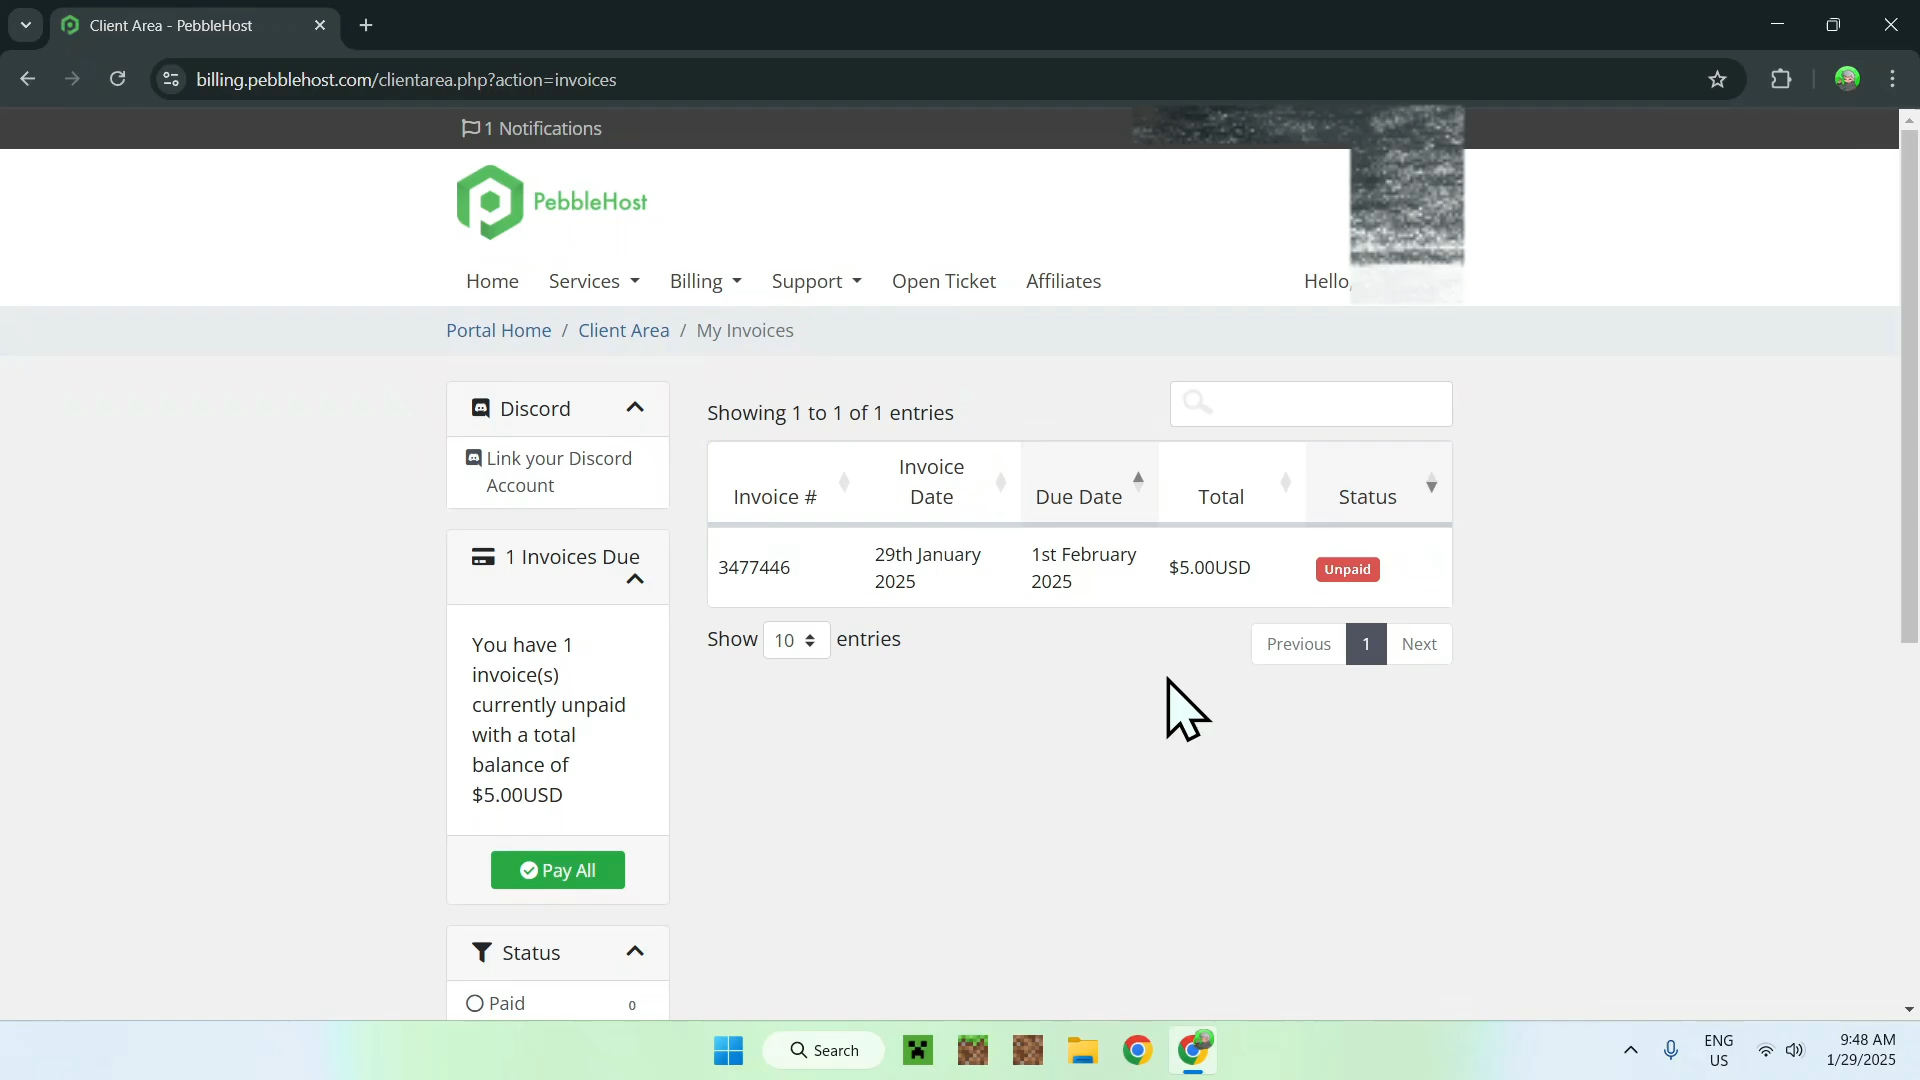 Client Area - PebbleHost
billing.pebblehost.com/clientarea.php?action=invoices
1 Notifications
PebbleHost
Home Services Billing Support Open Ticket Affiliates Hello,
Portal Home / Client Area / My Invoices
Discord
Link your Discord
Account
1 Invoices Due
You have 1
invoice(s)
currently unpaid
with a total
balance of
$5.00USD
Pay All
Status
Paid 0
Showing 1 to 1 of 1 entries
Invoice # Invoice Date Due Date Total Status
3477446 29th January 2025 1st February 2025 $5.00USD Unpaid
Show 10 entries
Previous 1 Next
Search
ENG
US
9:48 AM
1/29/2025